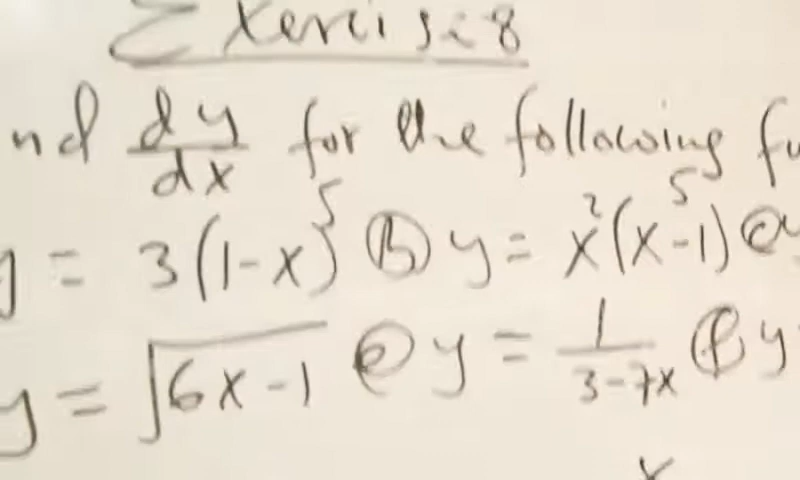 Exercise 8
nd dy/dx for the following fu
y = 3(1-x)^5 (b) y = x^2(x-1)^5 (c) y
y = √(6x-1) (e) y = 1/(3-7x) (f) y
x